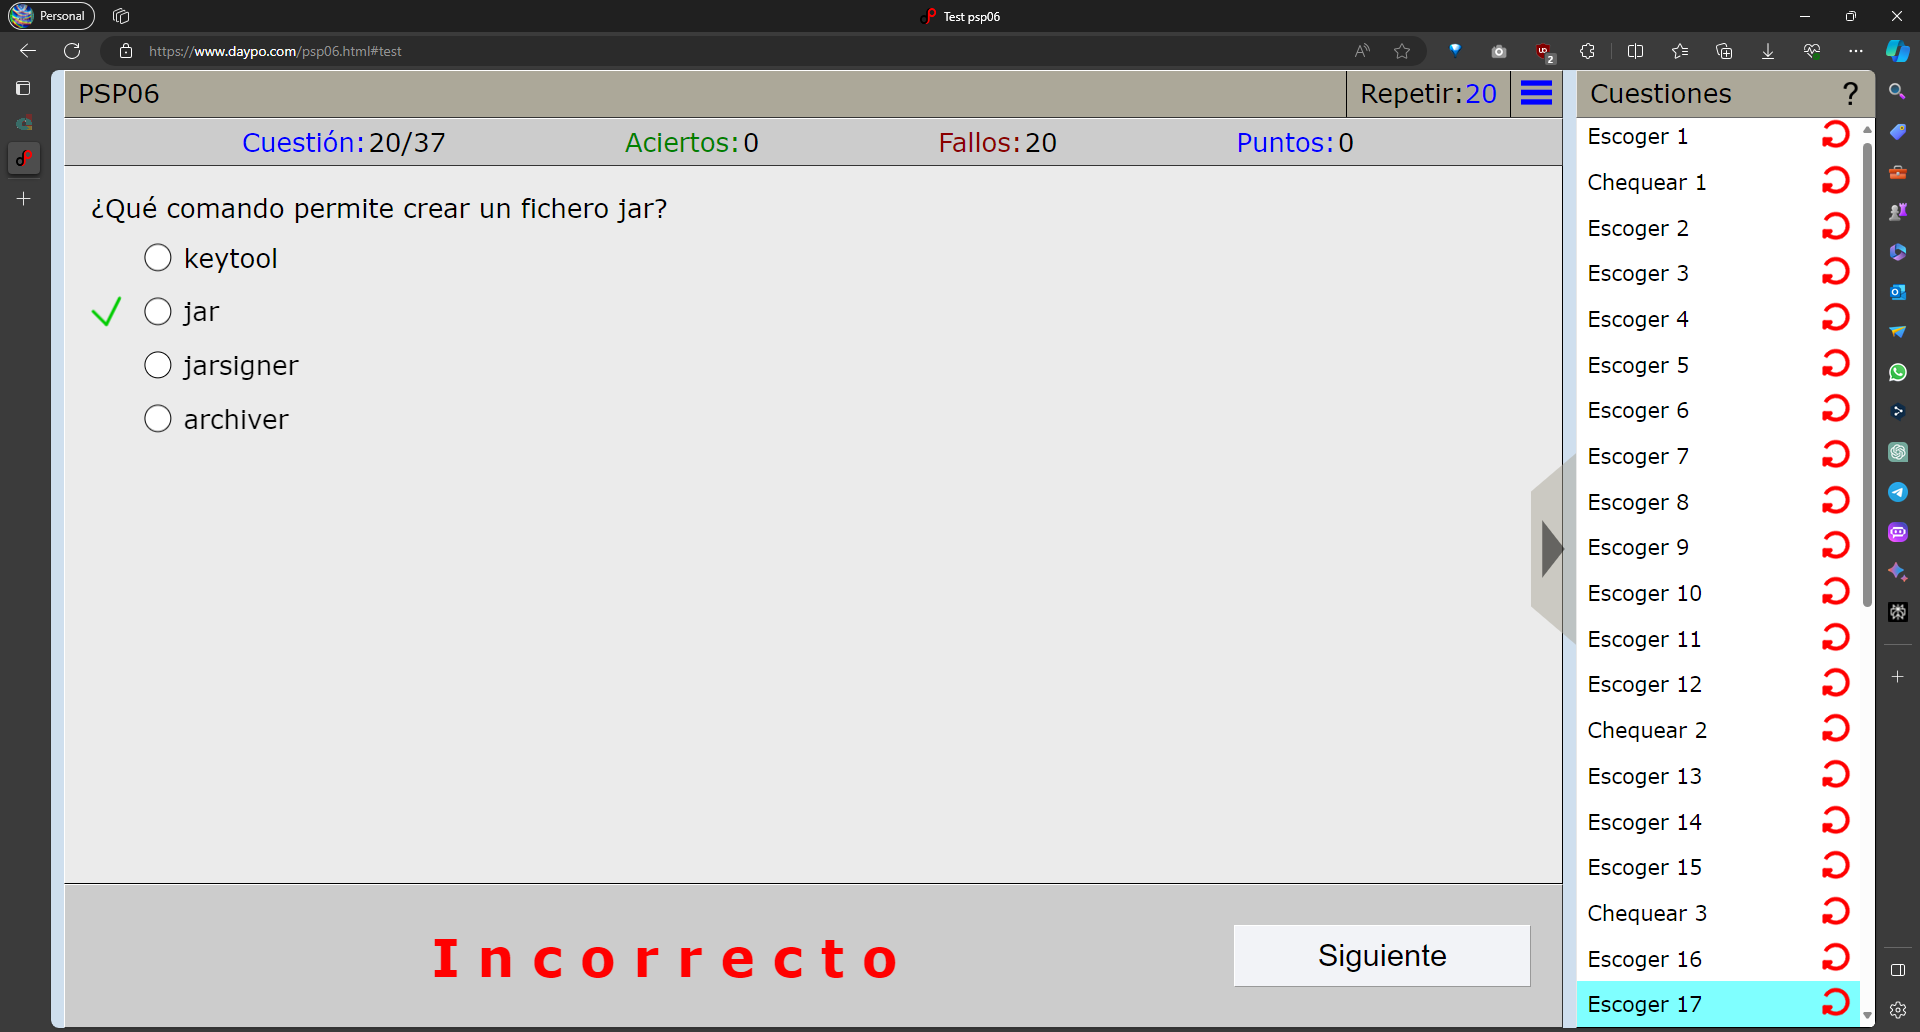 Personal
Test psp06
https://www.daypo.com/psp06.html#test
2
PSP06
Repetir:20
Cuestiones
?
Cuestión:20/37
Aciertos:0
Fallos:20
Puntos:0
¿Qué comando permite crear un fichero jar?
keytool
jar
jarsigner
archiver
Incorrecto
Siguiente
Escoger 1
Chequear 1
Escoger 2
Escoger 3
Escoger 4
Escoger 5
Escoger 6
Escoger 7
Escoger 8
Escoger 9
Escoger 10
Escoger 11
Escoger 12
Chequear 2
Escoger 13
Escoger 14
Escoger 15
Chequear 3
Escoger 16
Escoger 17